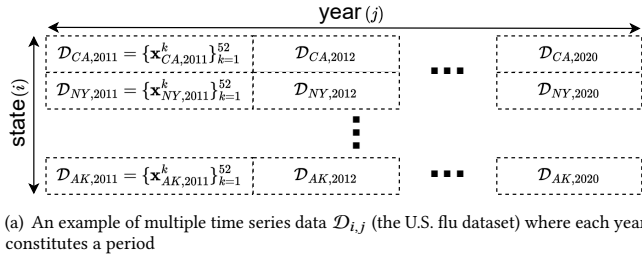 year (j)
state (i)
𝒟_{CA,2011} = {𝐱^k_{CA,2011}}^{52}_{k=1} 𝒟_{CA,2012} ... 𝒟_{CA,2020}
𝒟_{NY,2011} = {𝐱^k_{NY,2011}}^{52}_{k=1} 𝒟_{NY,2012} 𝒟_{NY,2020}
⋮
𝒟_{AK,2011} = {𝐱^k_{AK,2011}}^{52}_{k=1} 𝒟_{AK,2012} ... 𝒟_{AK,2020}
(a) An example of multiple time series data 𝒟_{i,j} (the U.S. flu dataset) where each year
constitutes a period